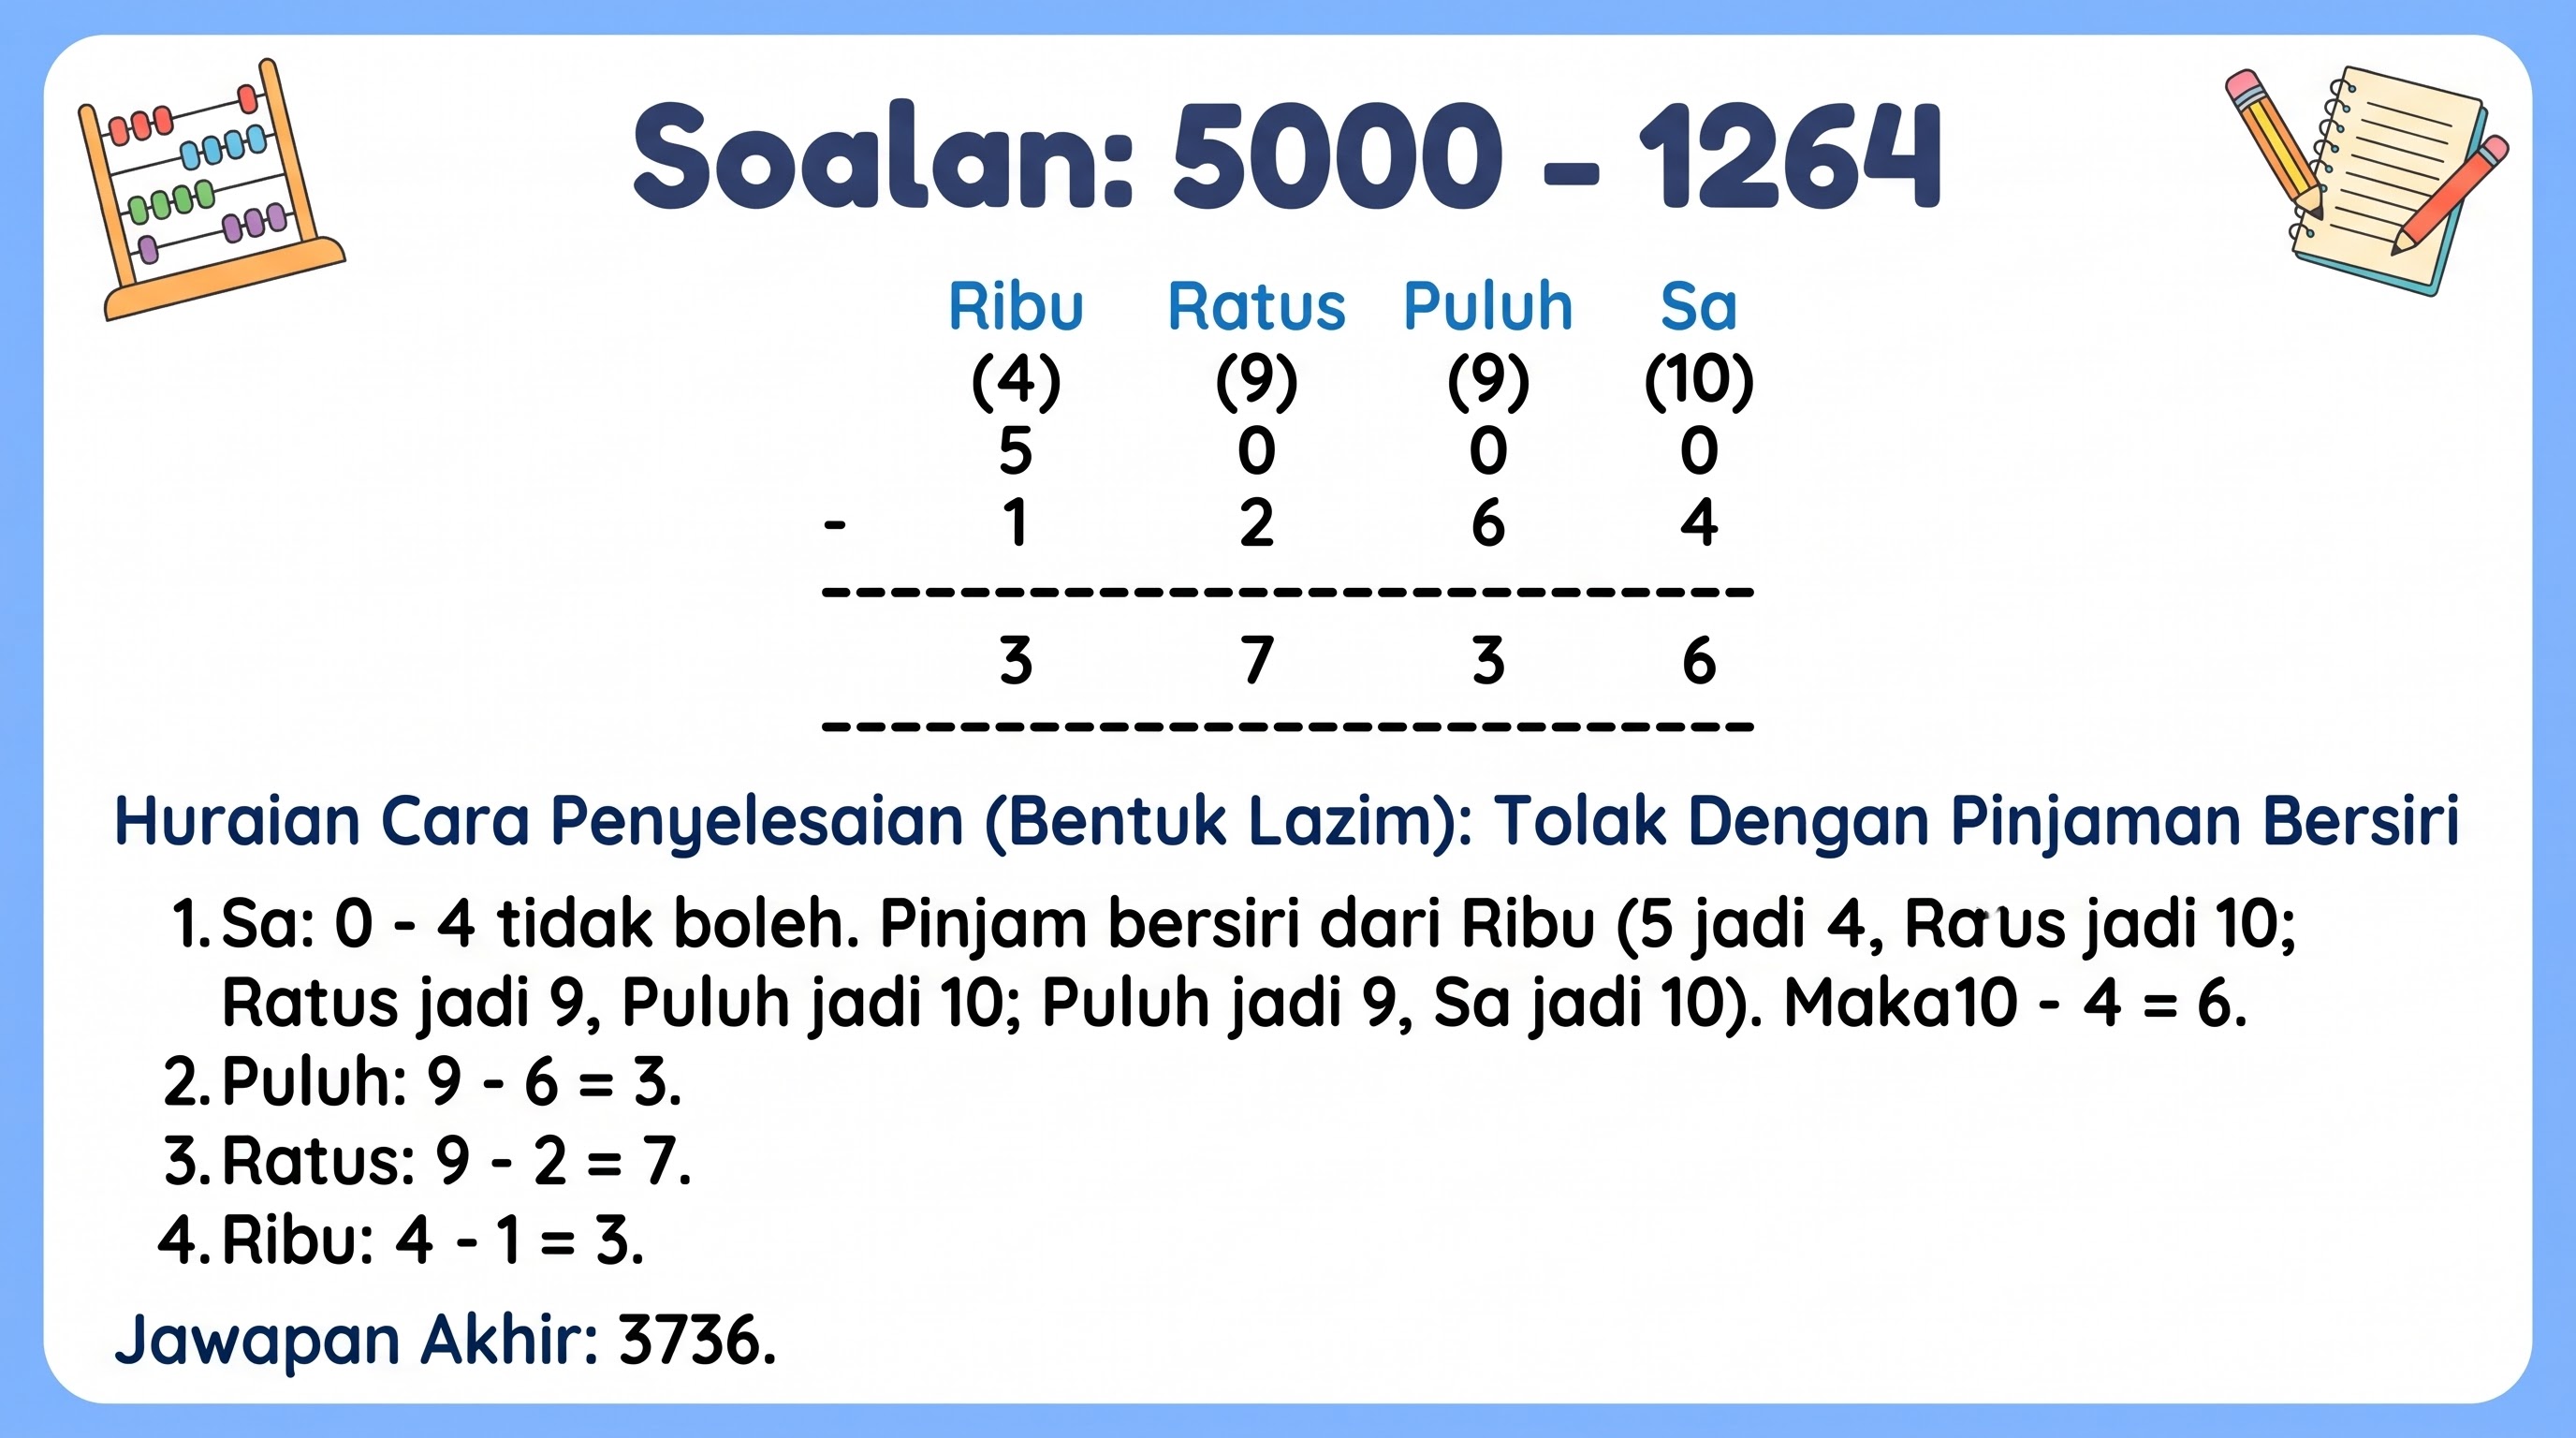 Soalan: 5000 - 1264
Ribu Ratus Puluh Sa
(4) (9) (9) (10)
5 0 0 0
- 1 2 6 4
---------------------------
3 7 3 6
---------------------------
Huraian Cara Penyelesaian (Bentuk Lazim): Tolak Dengan Pinjaman Bersiri
1. Sa: 0 - 4 tidak boleh. Pinjam bersiri dari Ribu (5 jadi 4, jadi 10;
Ratus jadi 9, Puluh jadi 10; Puluh jadi 9, Sa jadi 10). Maka10 - 4 = 6.
2. Puluh: 9 - 6 = 3.
3. Ratus: 9 - 2 = 7.
4. Ribu: 4 - 1 = 3.
Jawapan Akhir: 3736.